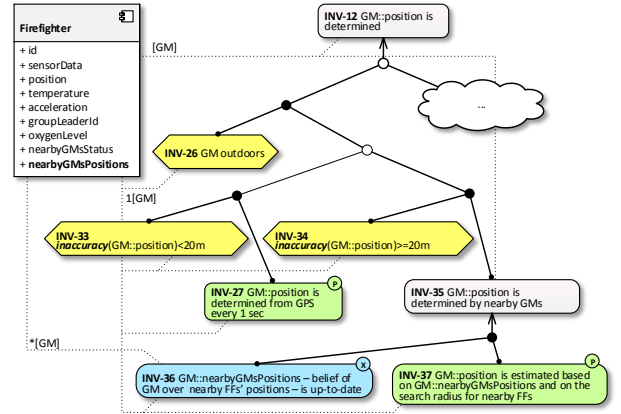 Firefighter
+ id
+ sensorData
+ position
+ temperature
+ acceleration
+ groupLeaderId
+ oxygenLevel
+ nearbyGMsStatus
+ nearbyGMsPositions
INV-12 GM::position is
determined
[GM]
...
INV-26 GM outdoors
1[GM]
INV-33
inaccuracy(GM::position)<20m
INV-34
inaccuracy(GM::position)>=20m
P
INV-27 GM::position is
determined from GPS
every 1 sec
INV-35 GM::position is
determined by nearby GMs
*[GM]
X
INV-36 GM::nearbyGMsPositions – belief of
GM over nearby FFs' positions – is up-to-date
P
INV-37 GM::position is estimated based
on GM::nearbyGMsPositions and on the
search radius for nearby FFs